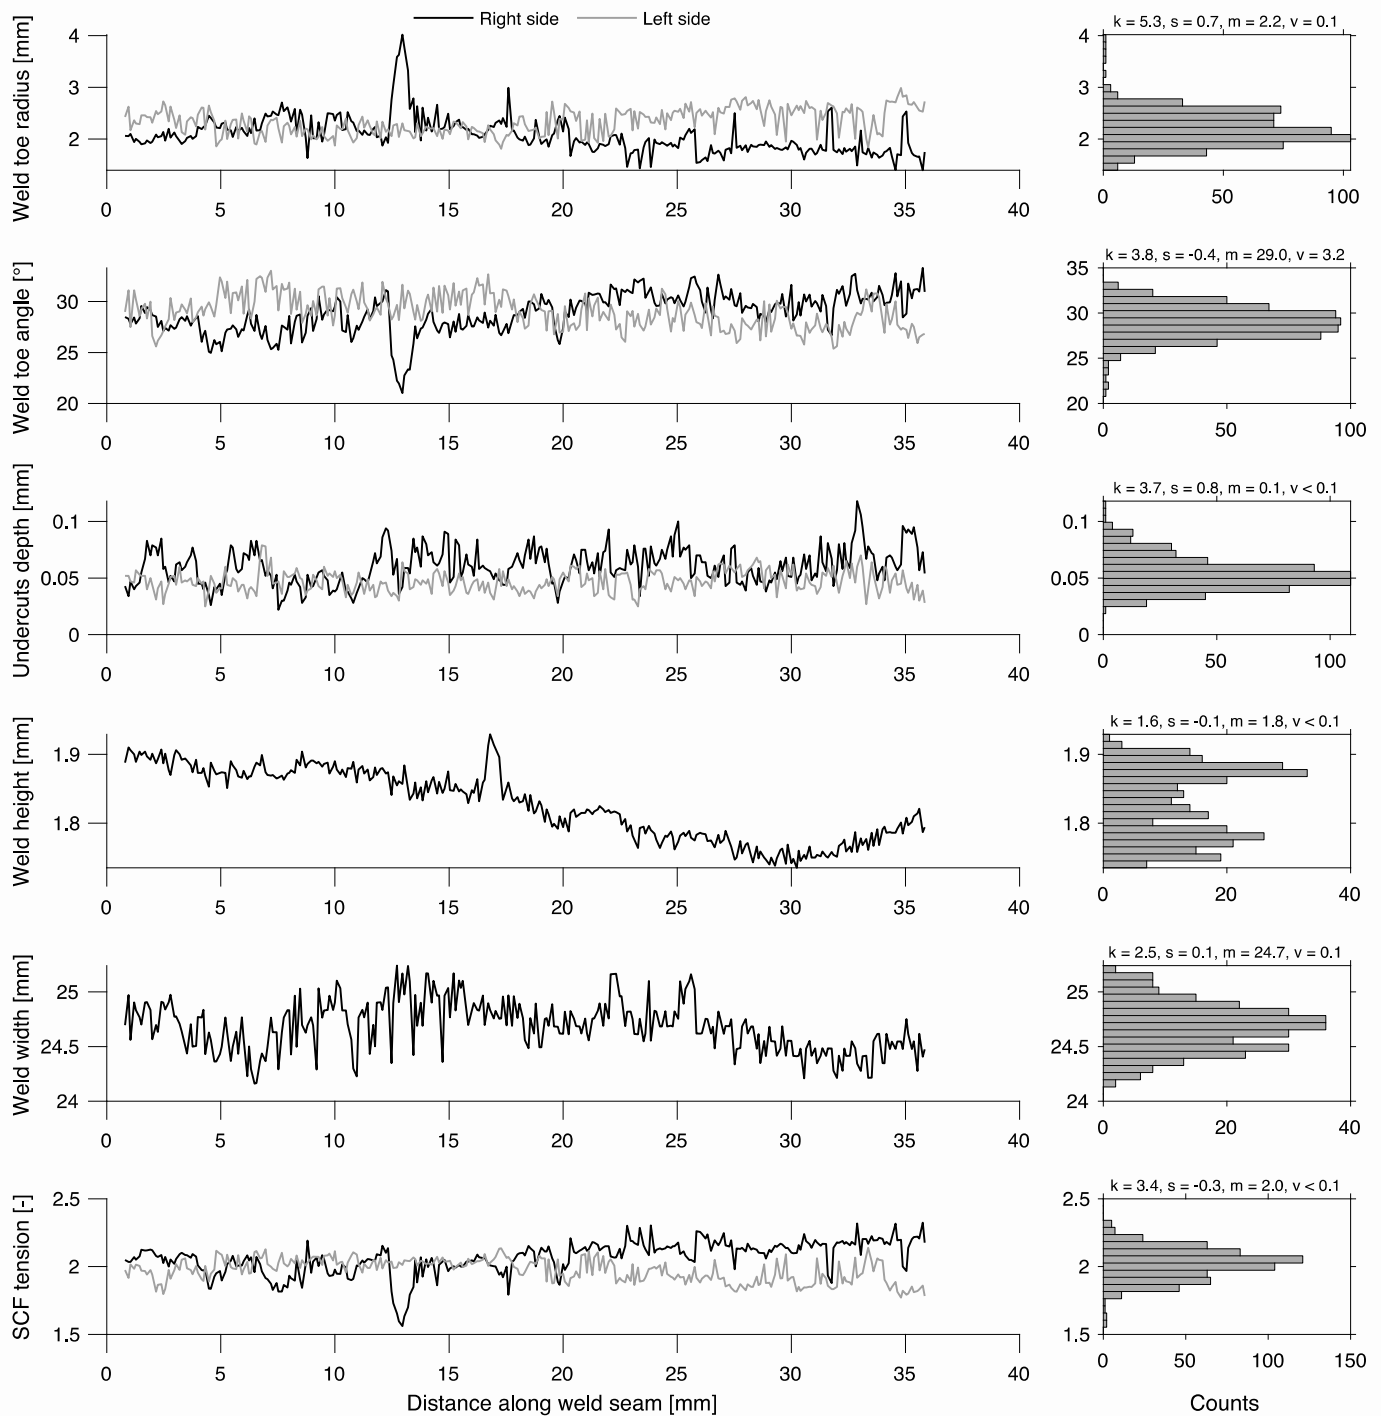 Right side Left side
k = 5.3, s = 0.7, m = 2.2, v = 0.1
Weld toe radius [mm]
4
3
2
0 5 10 15 20 25 30 35 40
4
3
2
0 50 100
k = 3.8, s = -0.4, m = 29.0, v = 3.2
Weld toe angle [°]
30
25
20
0 5 10 15 20 25 30 35 40
35
30
25
20
0 50 100
k = 3.7, s = 0.8, m = 0.1, v < 0.1
Undercuts depth [mm]
0.1
0.05
0
0 5 10 15 20 25 30 35 40
0.1
0.05
0
0 50 100
k = 1.6, s = -0.1, m = 1.8, v < 0.1
Weld height [mm]
1.9
1.8
0 5 10 15 20 25 30 35 40
1.9
1.8
0 20 40
k = 2.5, s = 0.1, m = 24.7, v = 0.1
Weld width [mm]
25
24.5
24
0 5 10 15 20 25 30 35 40
25
24.5
24
0 20 40
k = 3.4, s = -0.3, m = 2.0, v < 0.1
SCF tension [-]
2.5
2
1.5
0 5 10 15 20 25 30 35 40
2.5
2
1.5
0 50 100 150
Distance along weld seam [mm]
Counts